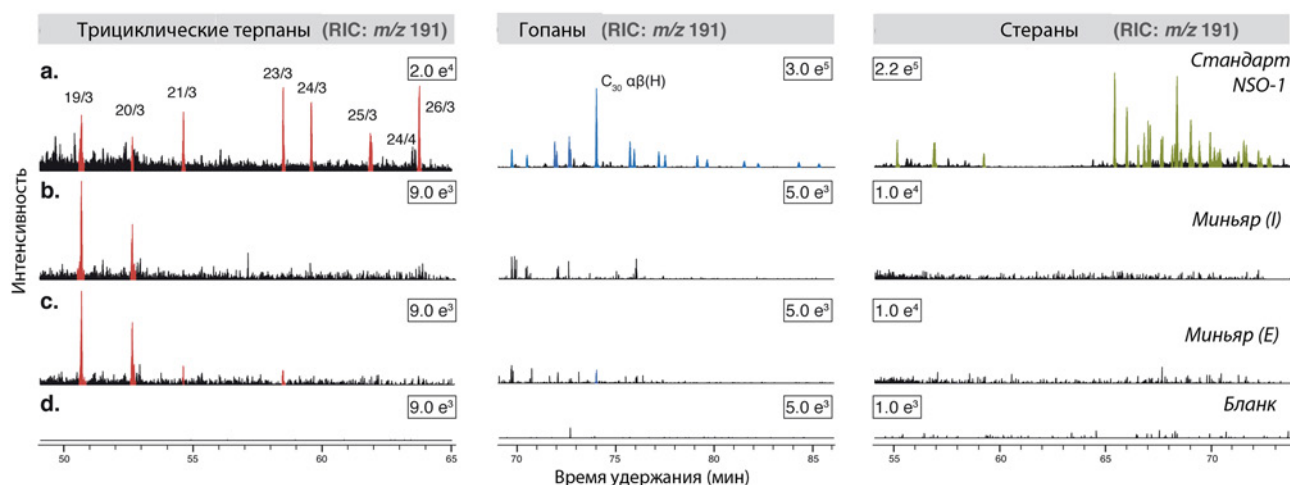 Трициклические терпаны (RIC: m/z 191)
Гопаны (RIC: m/z 191)
Стераны (RIC: m/z 191)
a.
19/3
20/3
21/3
23/3
24/3
25/3
24/4
26/3
2.0 e⁴
C₃₀ αβ(H)
3.0 e⁵
2.2 e⁵
Стандарт
NSO-1
b.
9.0 e³
5.0 e³
1.0 e⁴
Миньяр (I)
c.
9.0 e³
5.0 e³
1.0 e⁴
Миньяр (E)
d.
9.0 e³
5.0 e³
1.0 e³
Бланк
Интенсивность
50 55 60 65
70 75 80 85
55 65 70
Время удержания (мин)